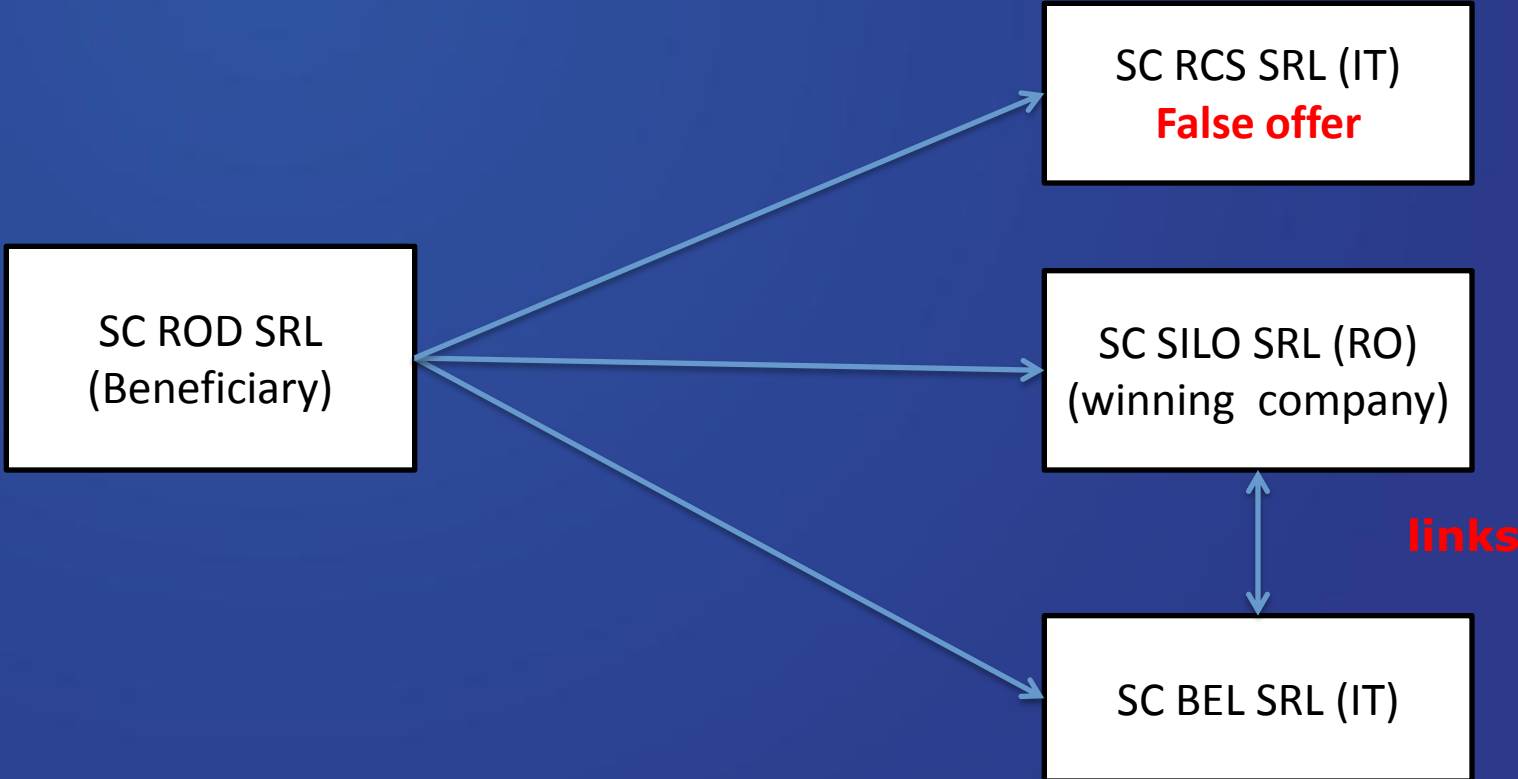 SC RCS SRL (IT)
False offer
SC ROD SRL
(Beneficiary)
SC SILO SRL (RO)
(winning company)
links
SC BEL SRL (IT)